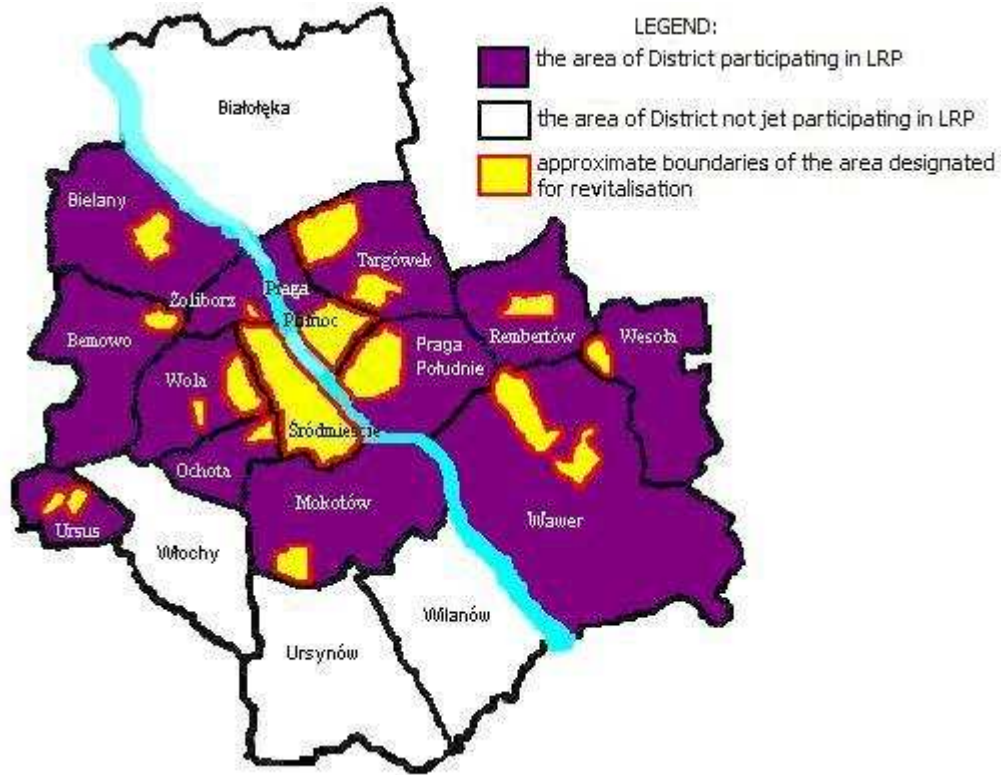 LEGEND:
the area of District participating in LRP
the area of District not jet participating in LRP
approximate boundaries of the area designated
for revitalisation
Białołęka
Bielany
Targówek
Żoliborz
Praga
Północ
Bemowo
Praga
Południe
Rembertów
Wesoła
Wola
Śródmieście
Ochota
Mokotów
Wawer
Ursus
Włochy
Wilanów
Ursynów